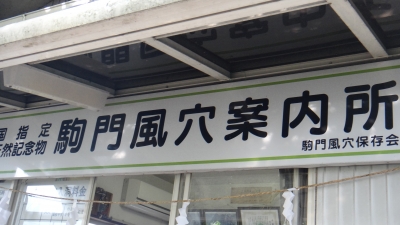 国指定
天然記念物
駒門風穴案内所
駒門風穴保存会